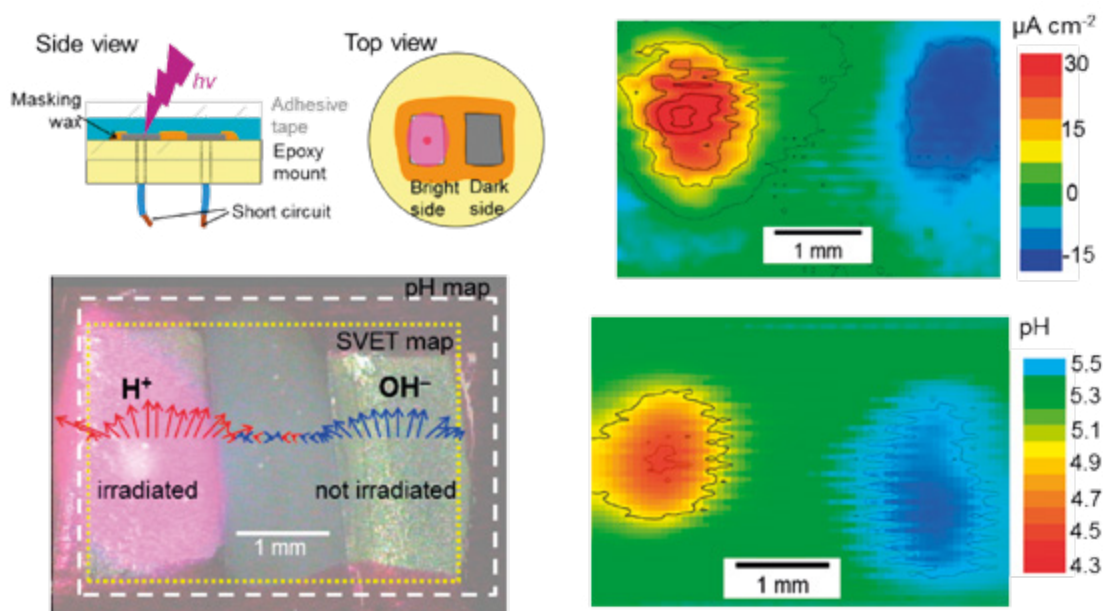 Side view
hν
Masking
wax
Adhesive
tape
Epoxy
mount
Short circuit
Top view
Bright
side
Dark
side
µA cm-2
30
15
0
-15
1 mm
pH map
SVET map
H+
OH–
irradiated
not irradiated
1 mm
pH
5.5
5.3
5.1
4.9
4.7
4.5
4.3
1 mm